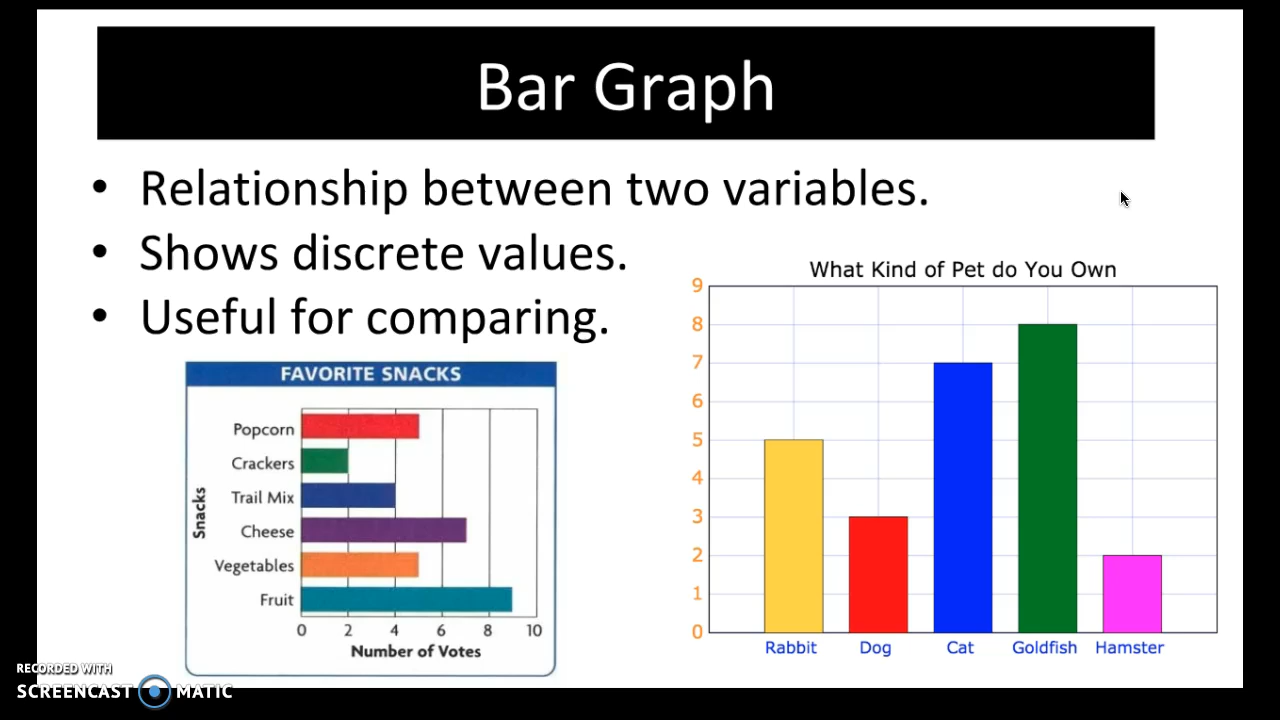 Bar Graph
• Relationship between two variables.
• Shows discrete values.
• Useful for comparing.
FAVORITE SNACKS
Snacks
Popcorn
Crackers
Trail Mix
Cheese
Vegetables
Fruit
0 2 4 6 8 10
Number of Votes
What Kind of Pet do You Own
9
8
7
6
5
4
3
2
1
0
Rabbit Dog Cat Goldfish Hamster
RECORDED WITH
SCREENCAST MATIC